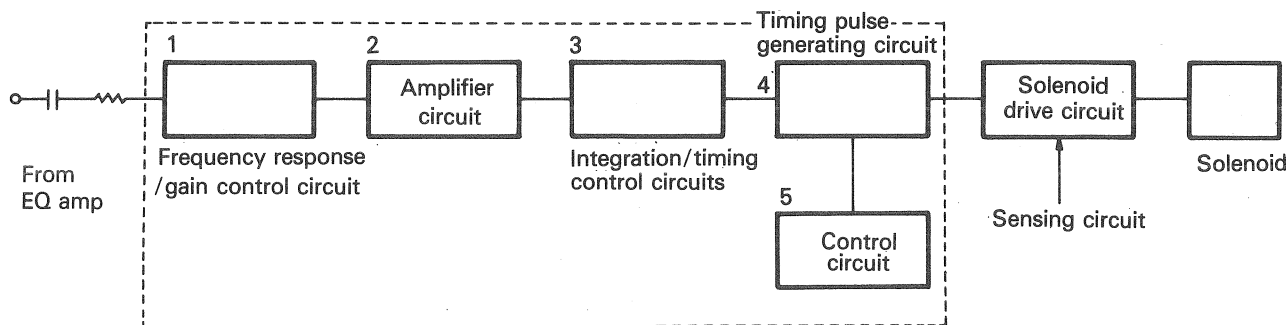 Timing pulse
generating circuit
1
2
3
4
Amplifier
circuit
Solenoid
drive circuit
Frequency response
/gain control circuit
Integration/timing
control circuits
Solenoid
From
EQ amp
5
Control
circuit
Sensing circuit